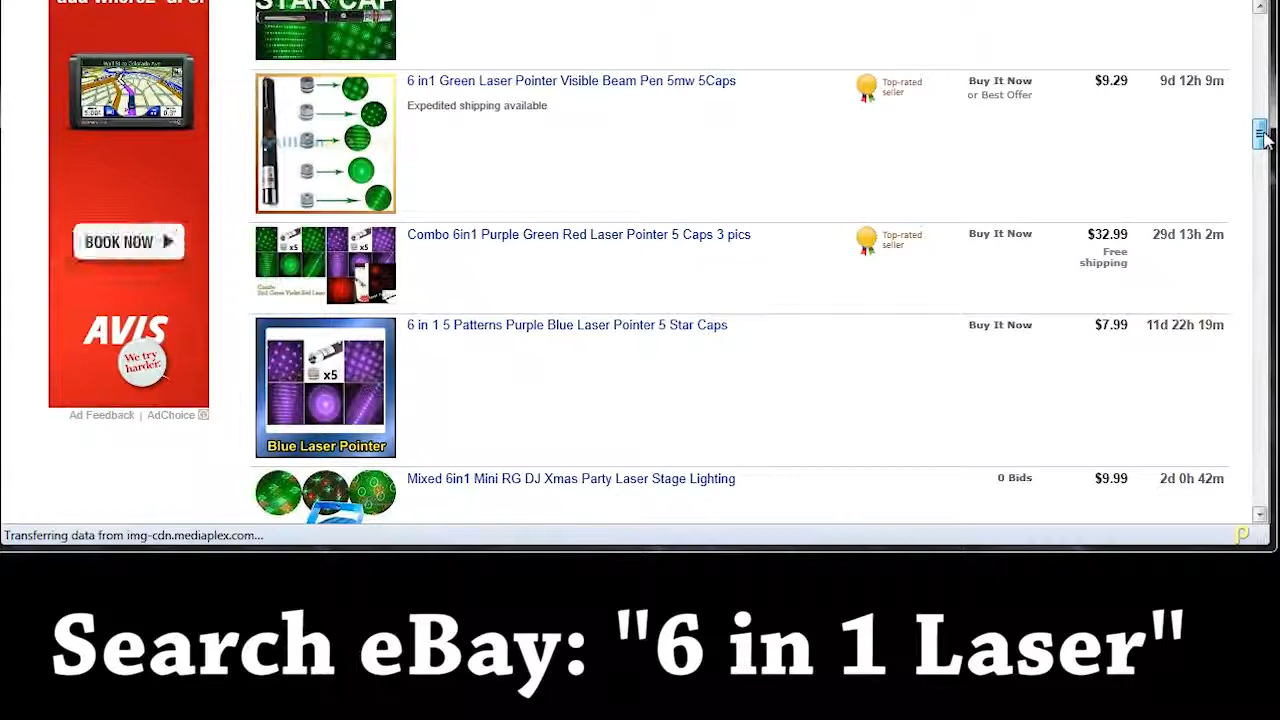 STAR CAP
6 in1 Green Laser Pointer Visible Beam Pen 5mw 5Caps
Expedited shipping available
Top-rated
seller
Buy It Now
or Best Offer
$9.29
9d 12h 9m
BOOK NOW
Combo 6in1 Purple Green Red Laser Pointer 5 Caps 3 pics
x5
x5
Top-rated
seller
Buy It Now
$32.99
Free
shipping
29d 13h 2m
AVIS
We try
harder.
Ad Feedback | AdChoice
6 in 1 5 Patterns Purple Blue Laser Pointer 5 Star Caps
x5
Blue Laser Pointer
Buy It Now
$7.99
11d 22h 19m
Mixed 6in1 Mini RG DJ Xmas Party Laser Stage Lighting
0 Bids
$9.99
2d 0h 42m
Transferring data from img-cdn.mediaplex.com...
Search eBay: "6 in 1 Laser"